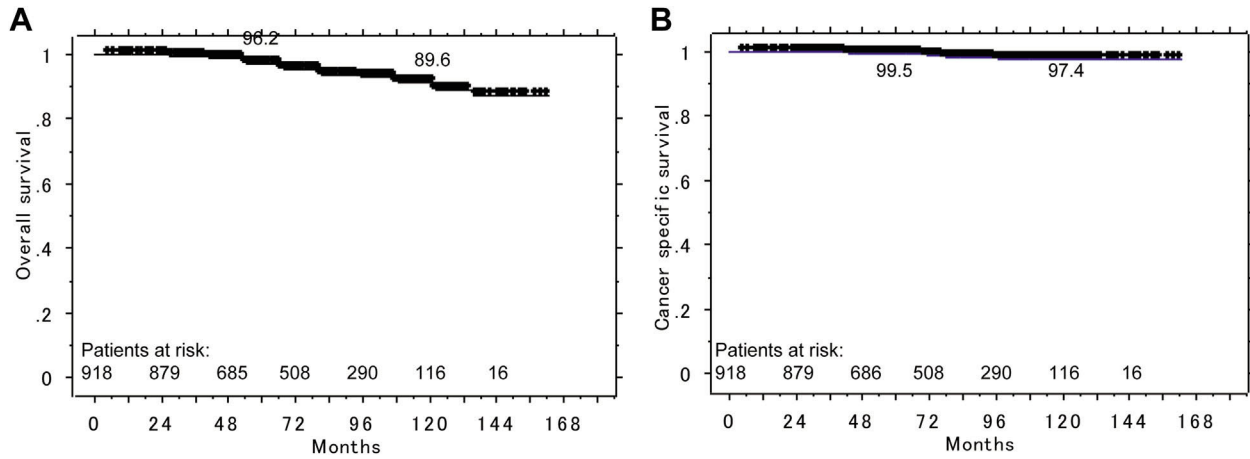 A
96.2
89.6
1
.8
.6
.4
.2
0
Overall survival
Patients at risk:
918 879 685 508 290 116 16
0 24 48 72 96 120 144 168
Months
B
99.5 97.4
1
.8
.6
.4
.2
0
Cancer specific survival
Patients at risk:
918 879 686 508 290 116 16
0 24 48 72 96 120 144 168
Months